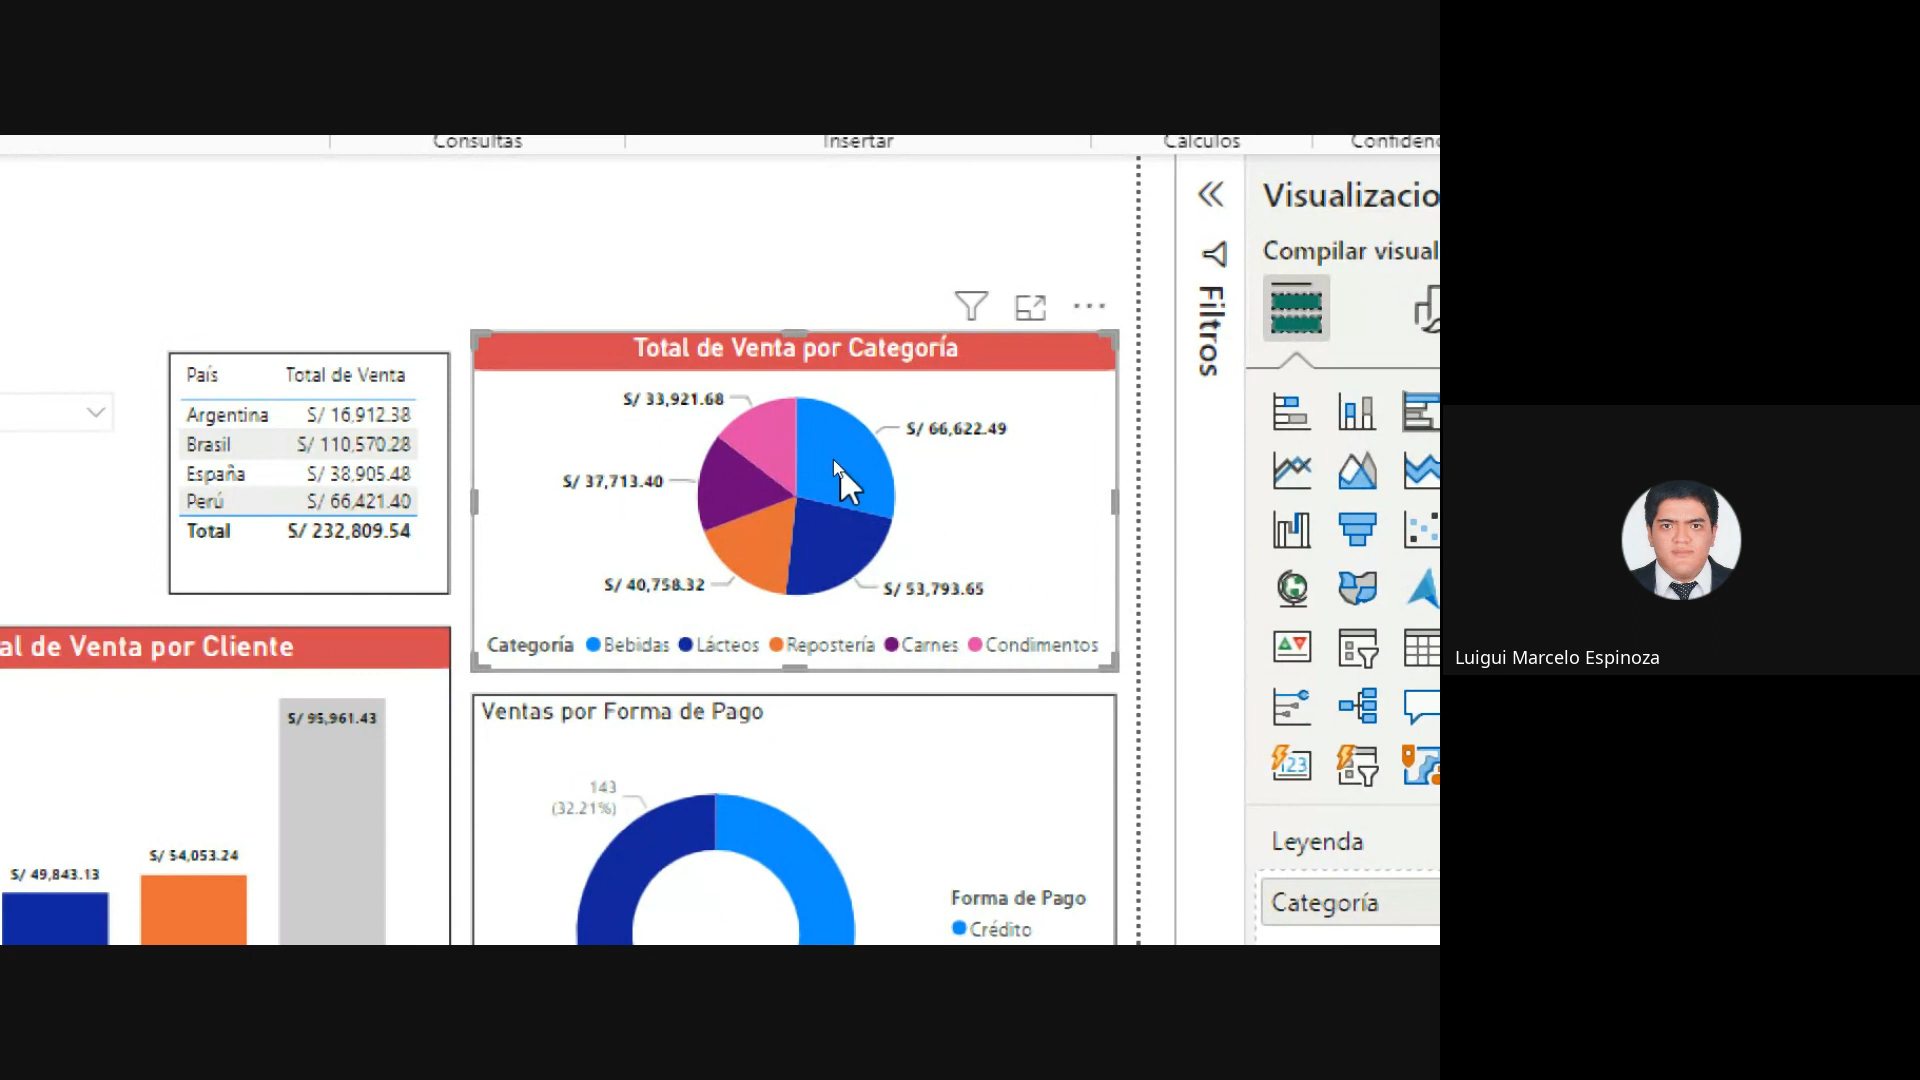 Consultas
Insertar
Cálculos
Confidenc
Visualizacio
Compilar visual
Filtros
País Total de Venta
Argentina S/ 16,912.38
Brasil S/ 110,570.28
España S/ 38,905.48
Perú S/ 66,421.40
Total S/ 232,809.54
Total de Venta por Categoría
S/ 33,921.68
S/ 66,622.49
S/ 37,713.40
S/ 40,758.32
S/ 53,793.65
Categoría Bebidas Lácteos Repostería Carnes Condimentos
al de Venta por Cliente
S/ 95,961.43
S/ 54,053.24
S/ 49,843.13
Ventas por Forma de Pago
143
(32.21%)
Forma de Pago
Crédito
123
Leyenda
Categoría
Luigui Marcelo Espinoza